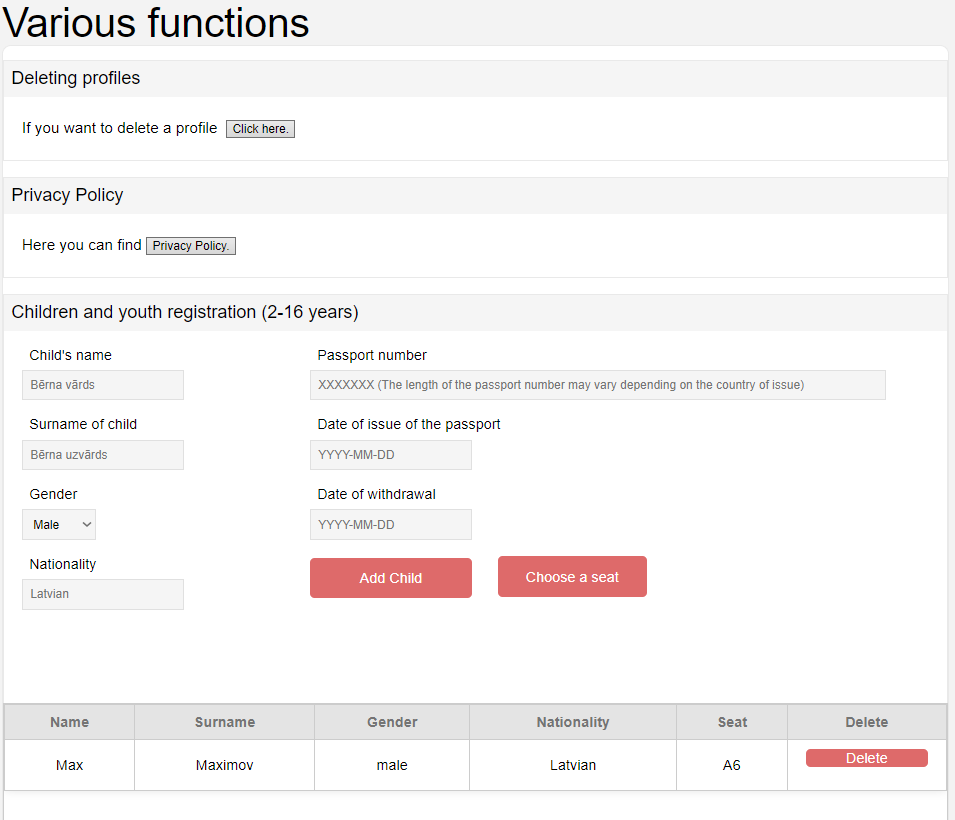 Various functions
Deleting profiles
If you want to delete a profile Click here.
Privacy Policy
Here you can find Privacy Policy.
Children and youth registration (2-16 years)
Child's name Passport number
Bērna vārds XXXXXXX (The length of the passport number may vary depending on the country of issue)
Surname of child Date of issue of the passport
Bērna uzvārds YYYY-MM-DD
Gender Date of withdrawal
Male YYYY-MM-DD
Nationality Add Child Choose a seat
Latvian
Name Surname Gender Nationality Seat Delete
Max Maximov male Latvian A6 Delete